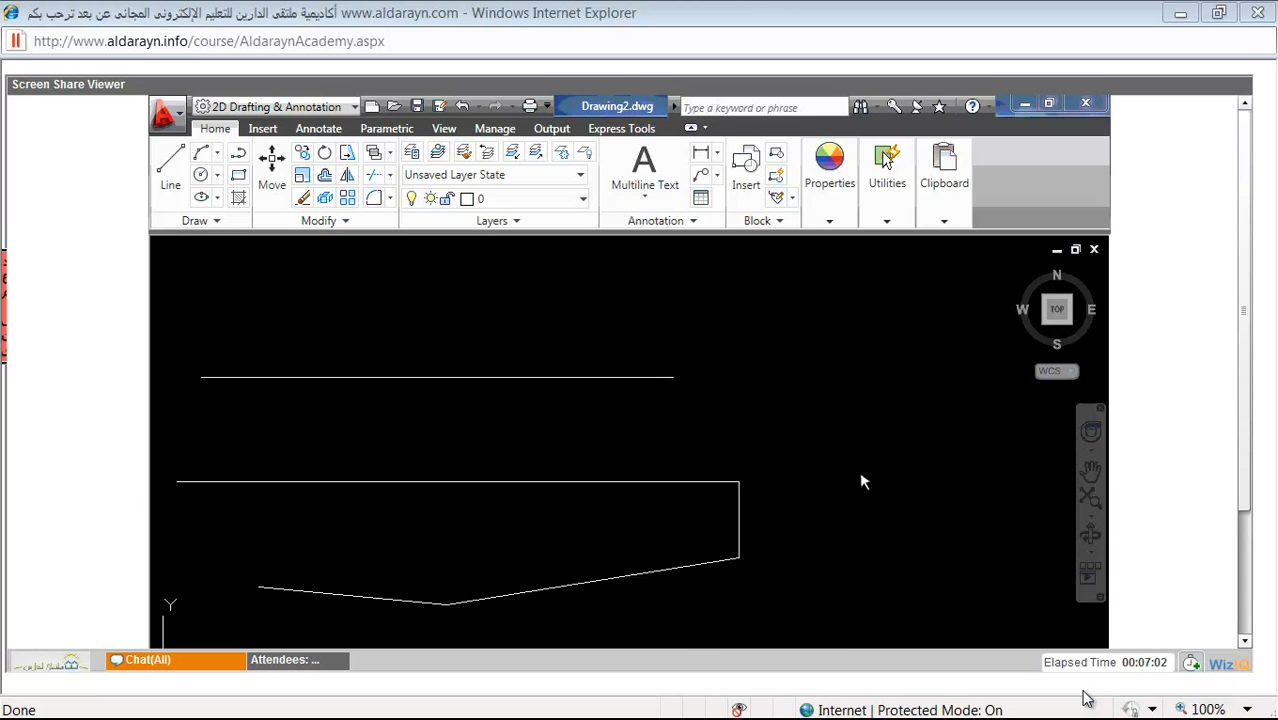 أكاديمية ملتقى الدارين للتعليم الإلكترونى المجانى عن بعد ترحب بكم www.aldarayn.com - Windows Internet Explorer
http://www.aldarayn.info/course/AldaraynAcademy.aspx
Screen Share Viewer
2D Drafting & Annotation
Drawing2.dwg
Type a keyword or phrase
Home Insert Annotate Parametric View Manage Output Express Tools
Line
Move
Unsaved Layer State
0
A
Multiline Text
Insert
Properties
Utilities
Clipboard
Draw
Modify
Layers
Annotation
Block
N
W
TOP
E
S
WCS
Y
Chat(All)
Attendees: ...
Elapsed Time 00:07:02
WizIQ
Done
Internet | Protected Mode: On
100%